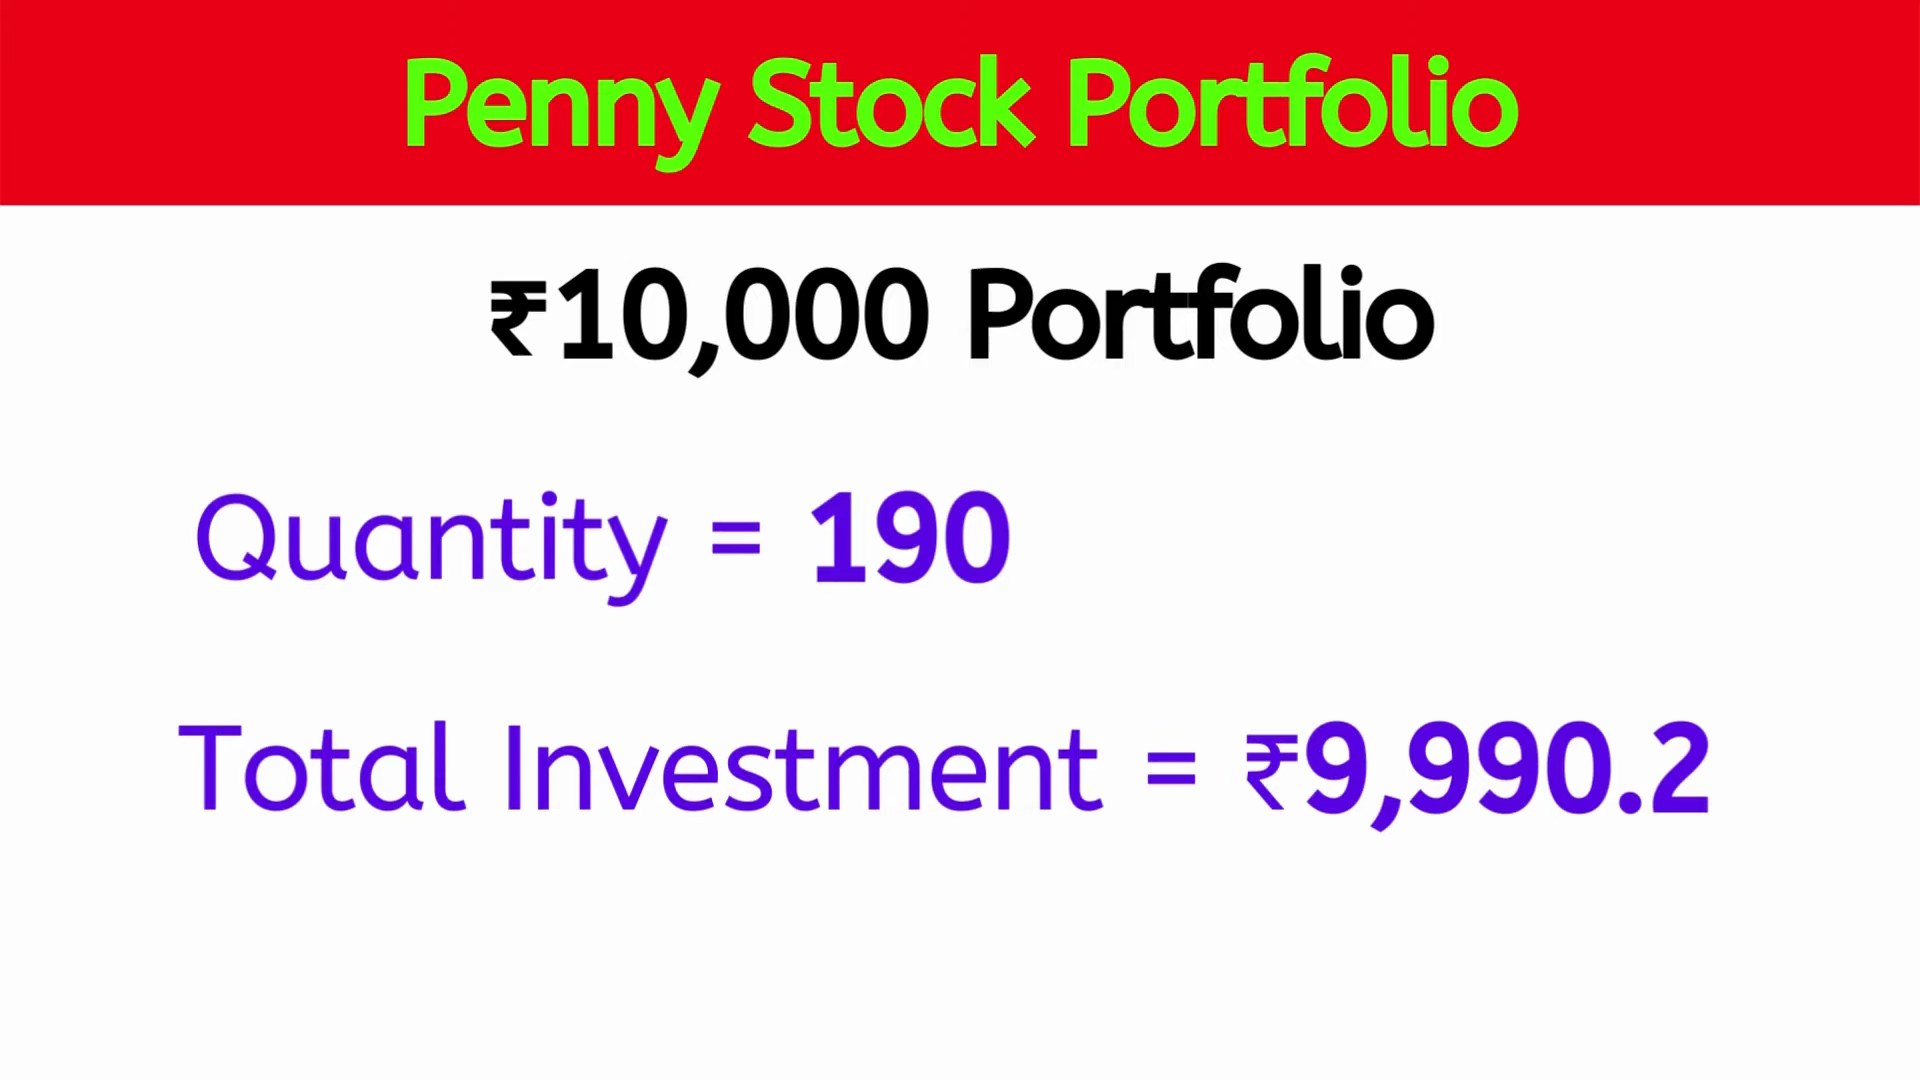 Penny Stock Portfolio
₹10,000 Portfolio
Quantity = 190
Total Investment = ₹9,990.2